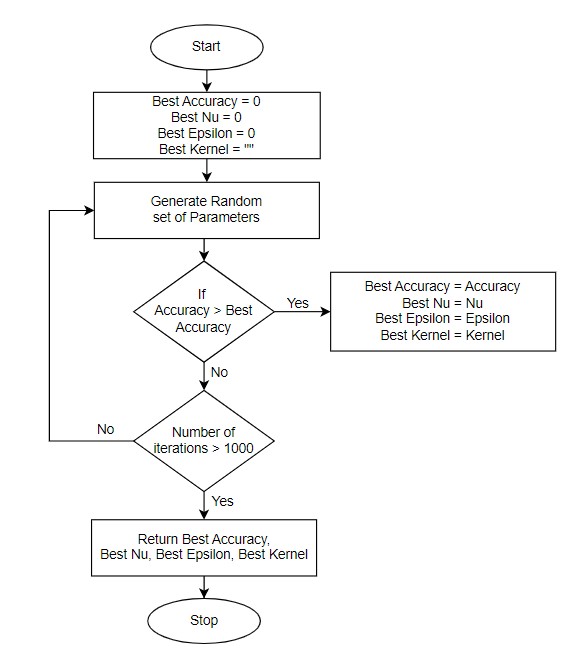 Start
Best Accuracy = 0
Best Nu = 0
Best Epsilon = 0
Best Kernel = ""
Generate Random
set of Parameters
If
Accuracy > Best
Accuracy
Yes
Best Accuracy = Accuracy
Best Nu = Nu
Best Epsilon = Epsilon
Best Kernel = Kernel
No
No
Number of
iterations > 1000
Yes
Return Best Accuracy,
Best Nu, Best Epsilon, Best Kernel
Stop